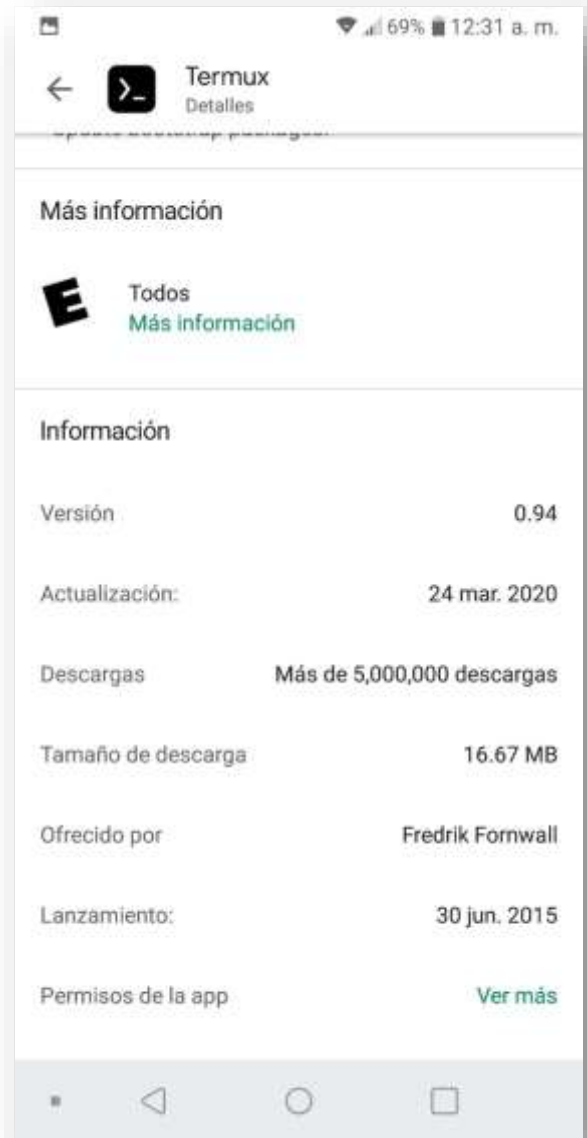 69% 12:31 a. m.
Termux
Detalles
Más información
E
Todos
Más información
Información
Versión 0.94
Actualización: 24 mar. 2020
Descargas Más de 5,000,000 descargas
Tamaño de descarga 16.67 MB
Ofrecido por Fredrik Fornwall
Lanzamiento: 30 jun. 2015
Permisos de la app Ver más